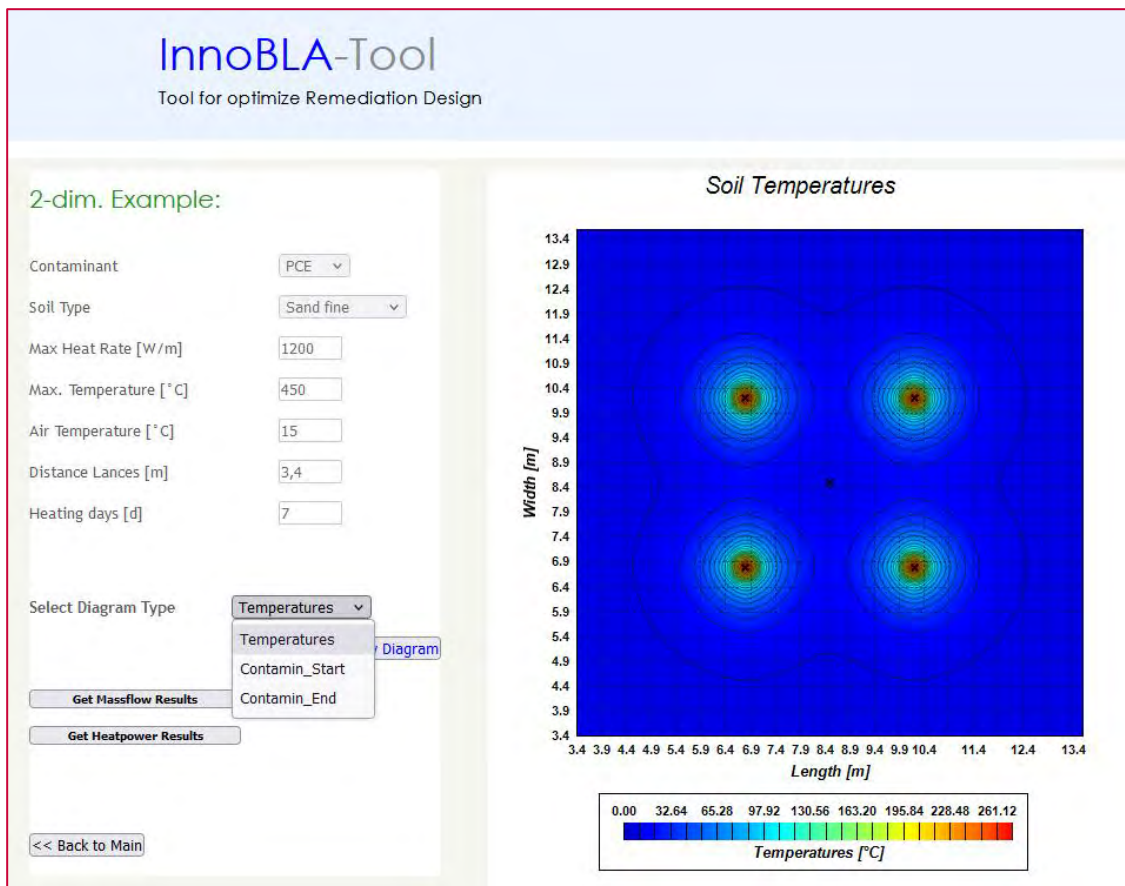 InnoBLA-Tool
Tool for optimize Remediation Design
2-dim. Example:
Contaminant PCE
Soil Type Sand fine
Max Heat Rate [W/m] 1200
Max. Temperature [°C] 450
Air Temperature [°C] 15
Distance Lances [m] 3,4
Heating days [d] 7
Select Diagram Type Temperatures
Temperatures
Diagram
Contamin_Start
Contamin_End
Get Massflow Results
Get Heatpower Results
<< Back to Main
Soil Temperatures
13.4
12.9
12.4
11.9
11.4
10.9
10.4
9.9
9.4
8.9
8.4
7.9
7.4
6.9
6.4
5.9
5.4
4.9
4.4
3.9
3.4
Width [m]
3.4 3.9 4.4 4.9 5.4 5.9 6.4 6.9 7.4 7.9 8.4 8.9 9.4 9.9 10.4 11.4 12.4 13.4
Length [m]
0.00 32.64 65.28 97.92 130.56 163.20 195.84 228.48 261.12
Temperatures [°C]